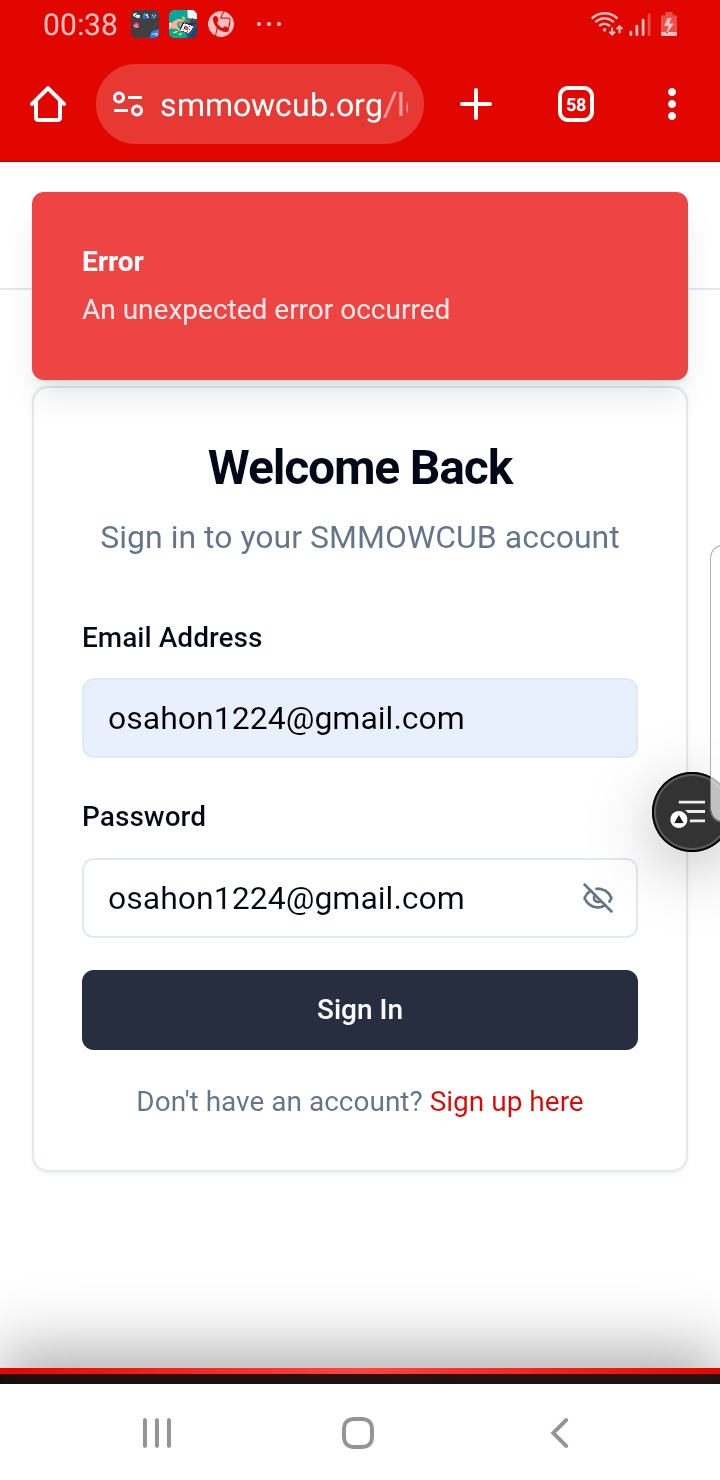 00:38
smmowcub.org/l
58
Error
An unexpected error occurred
Welcome Back
Sign in to your SMMOWCUB account
Email Address
osahon1224@gmail.com
Password
osahon1224@gmail.com
Sign In
Don't have an account? Sign up here